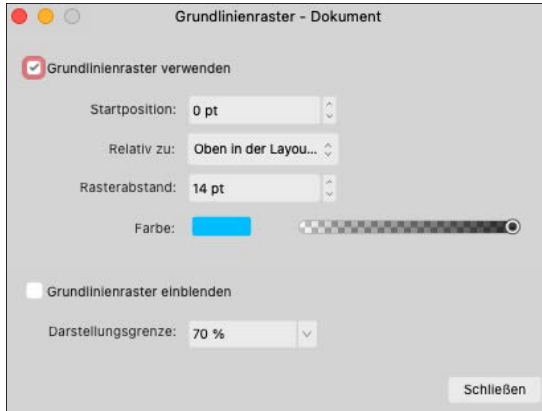 Grundlinienraster - Dokument
Grundlinienraster verwenden
Startposition: 0 pt
Relativ zu: Oben in der Layou...
Rasterabstand: 14 pt
Farbe:
Grundlinienraster einblenden
Darstellungsgrenze: 70 %
Schließen